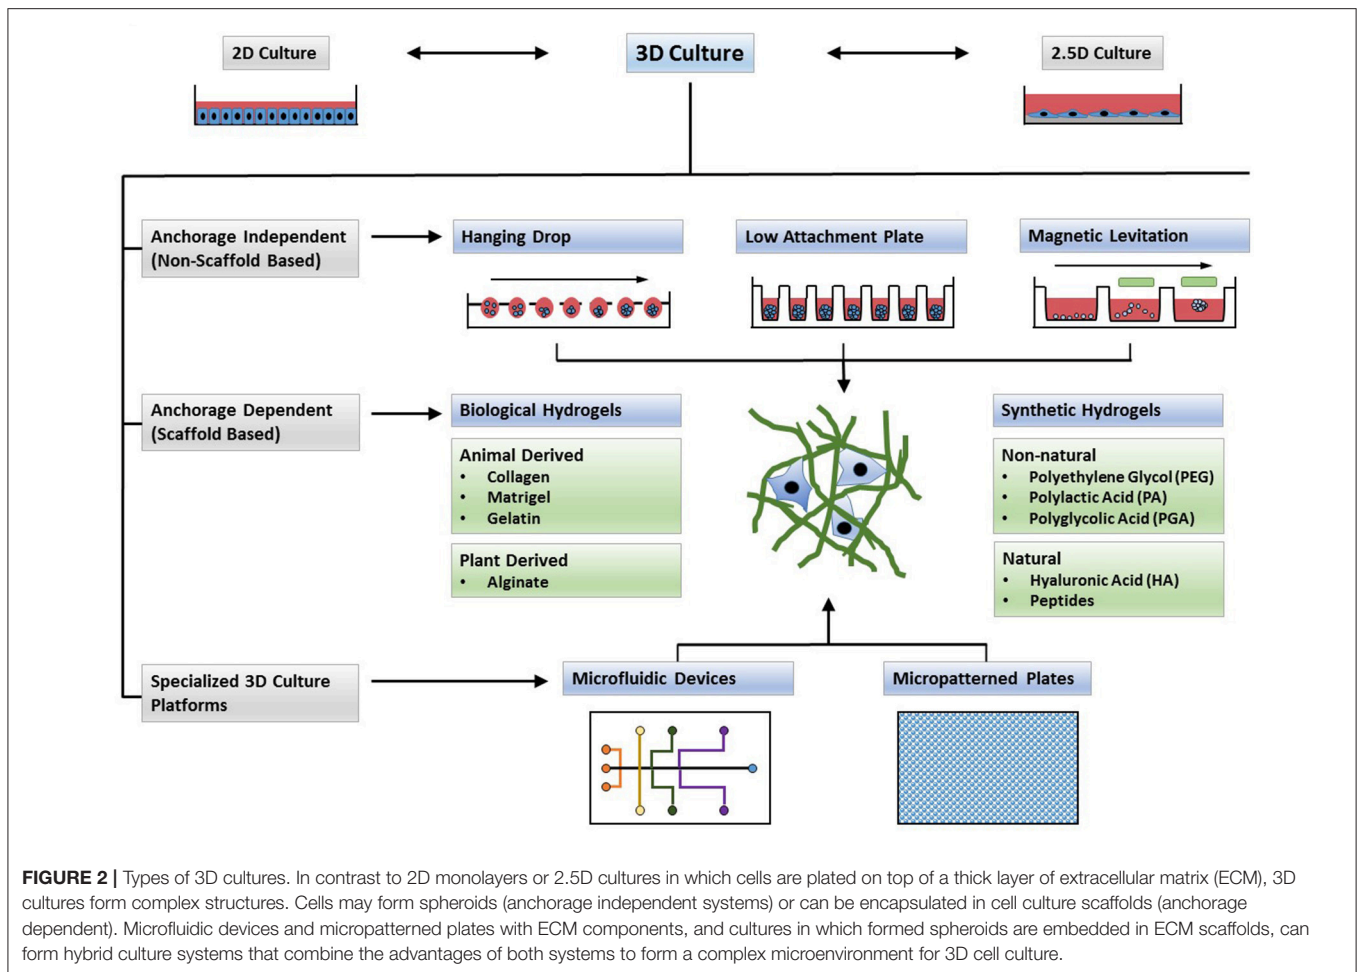 2D Culture
3D Culture
2.5D Culture
Anchorage Independent
(Non-Scaffold Based)
Hanging Drop
Low Attachment Plate
Magnetic Levitation
Anchorage Dependent
(Scaffold Based)
Biological Hydrogels
Animal Derived
• Collagen
• Matrigel
• Gelatin
Plant Derived
• Alginate
Synthetic Hydrogels
Non-natural
• Polyethylene Glycol (PEG)
• Polylactic Acid (PA)
• Polyglycolic Acid (PGA)
Natural
• Hyaluronic Acid (HA)
• Peptides
Specialized 3D Culture
Platforms
Microfluidic Devices
Micropatterned Plates
FIGURE 2 | Types of 3D cultures. In contrast to 2D monolayers or 2.5D cultures in which cells are plated on top of a thick layer of extracellular matrix (ECM), 3D
cultures form complex structures. Cells may form spheroids (anchorage independent systems) or can be encapsulated in cell culture scaffolds (anchorage
dependent). Microfluidic devices and micropatterned plates with ECM components, and cultures in which formed spheroids are embedded in ECM scaffolds, can
form hybrid culture systems that combine the advantages of both systems to form a complex microenvironment for 3D cell culture.